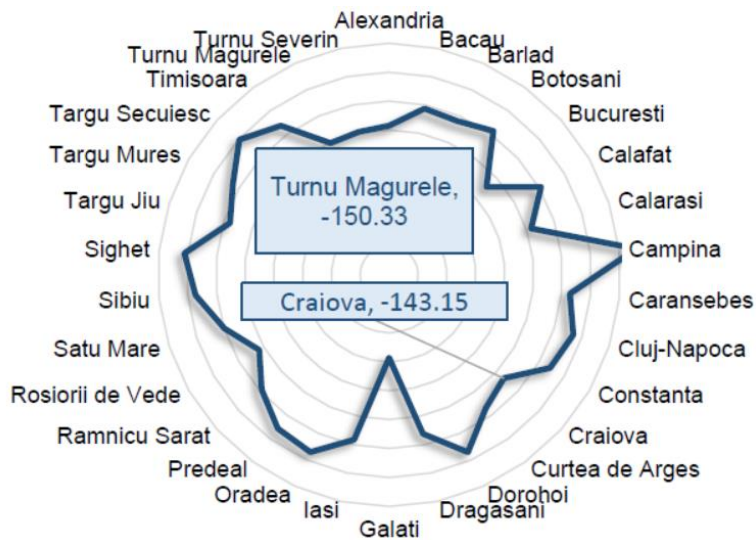 Alexandria
Bacau
Barlad
Botosani
Bucuresti
Calafat
Calarasi
Campina
Caransebes
Cluj-Napoca
Constanta
Craiova
Curtea de Arges
Dorohoi
Dragasani
Galati
Iasi
Oradea
Predeal
Ramnicu Sarat
Rosiorii de Vede
Satu Mare
Sibiu
Sighet
Targu Jiu
Targu Mures
Targu Secuiesc
Timisoara
Turnu Magurele
Turnu Severin
Turnu Magurele,
-150.33
Craiova, -143.15